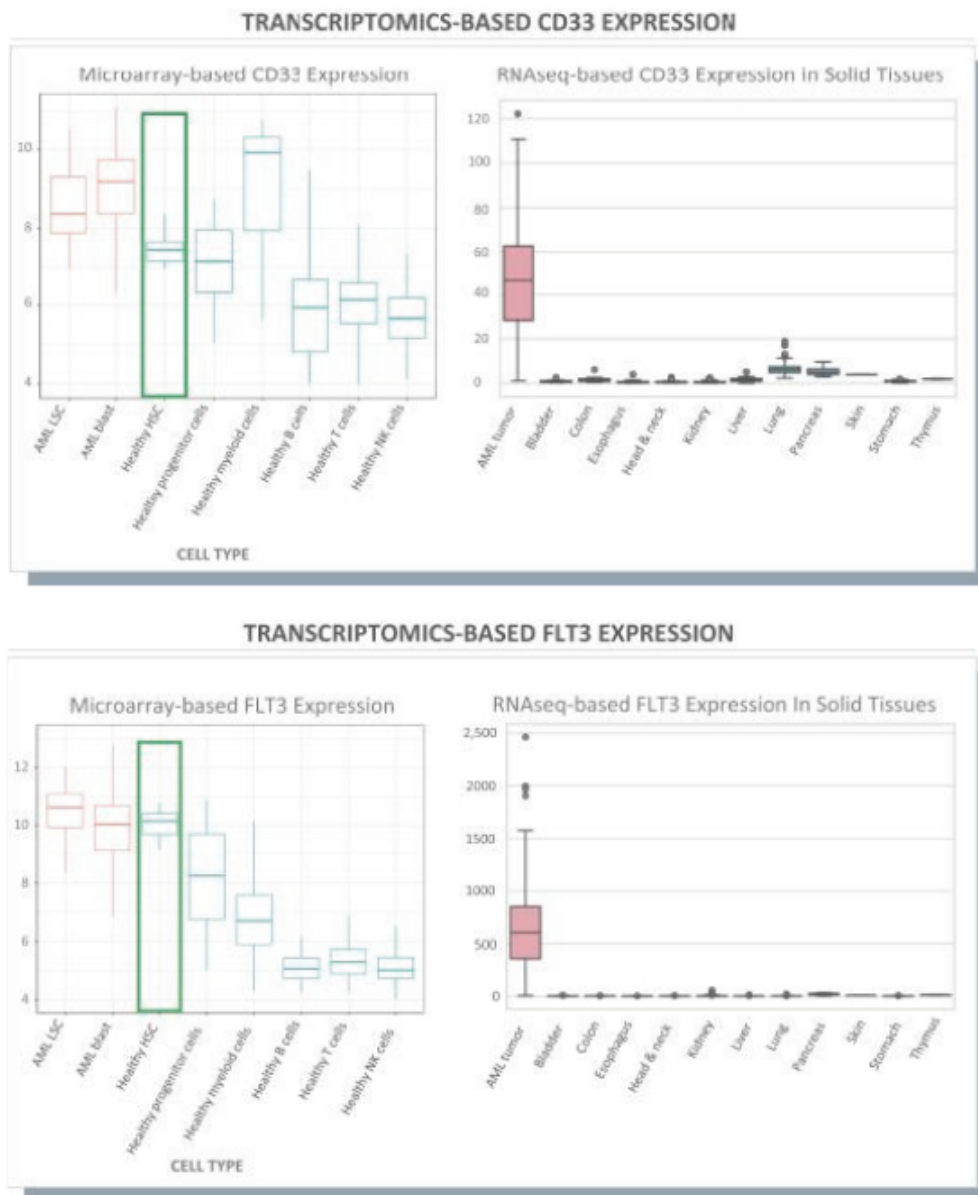 TRANSCRIPTOMICS-BASED CD33 EXPRESSION
Microarray-based CD33 Expression
10
8
6
4
AML LSC
AML blast
Healthy HSC
Healthy progenitor cells
Healthy myeloid cells
Healthy B cells
Healthy T cells
Healthy NK cells
CELL TYPE
RNAseq-based CD33 Expression in Solid Tissues
120
100
80
60
40
20
0
AML tumor
Bladder
Colon
Esophagus
Head & neck
Kidney
Liver
Lung
Pancreas
Skin
Stomach
Thymus
TRANSCRIPTOMICS-BASED FLT3 EXPRESSION
Microarray-based FLT3 Expression
12
10
8
6
4
AML LSC
AML blast
Healthy HSC
Healthy progenitor cells
Healthy myeloid cells
Healthy B cells
Healthy T cells
Healthy NK cells
CELL TYPE
RNAseq-based FLT3 Expression In Solid Tissues
2,500
2000
1500
1000
500
0
AML tumor
Bladder
Colon
Esophagus
Head & neck
Kidney
Liver
Lung
Pancreas
Skin
Stomach
Thymus